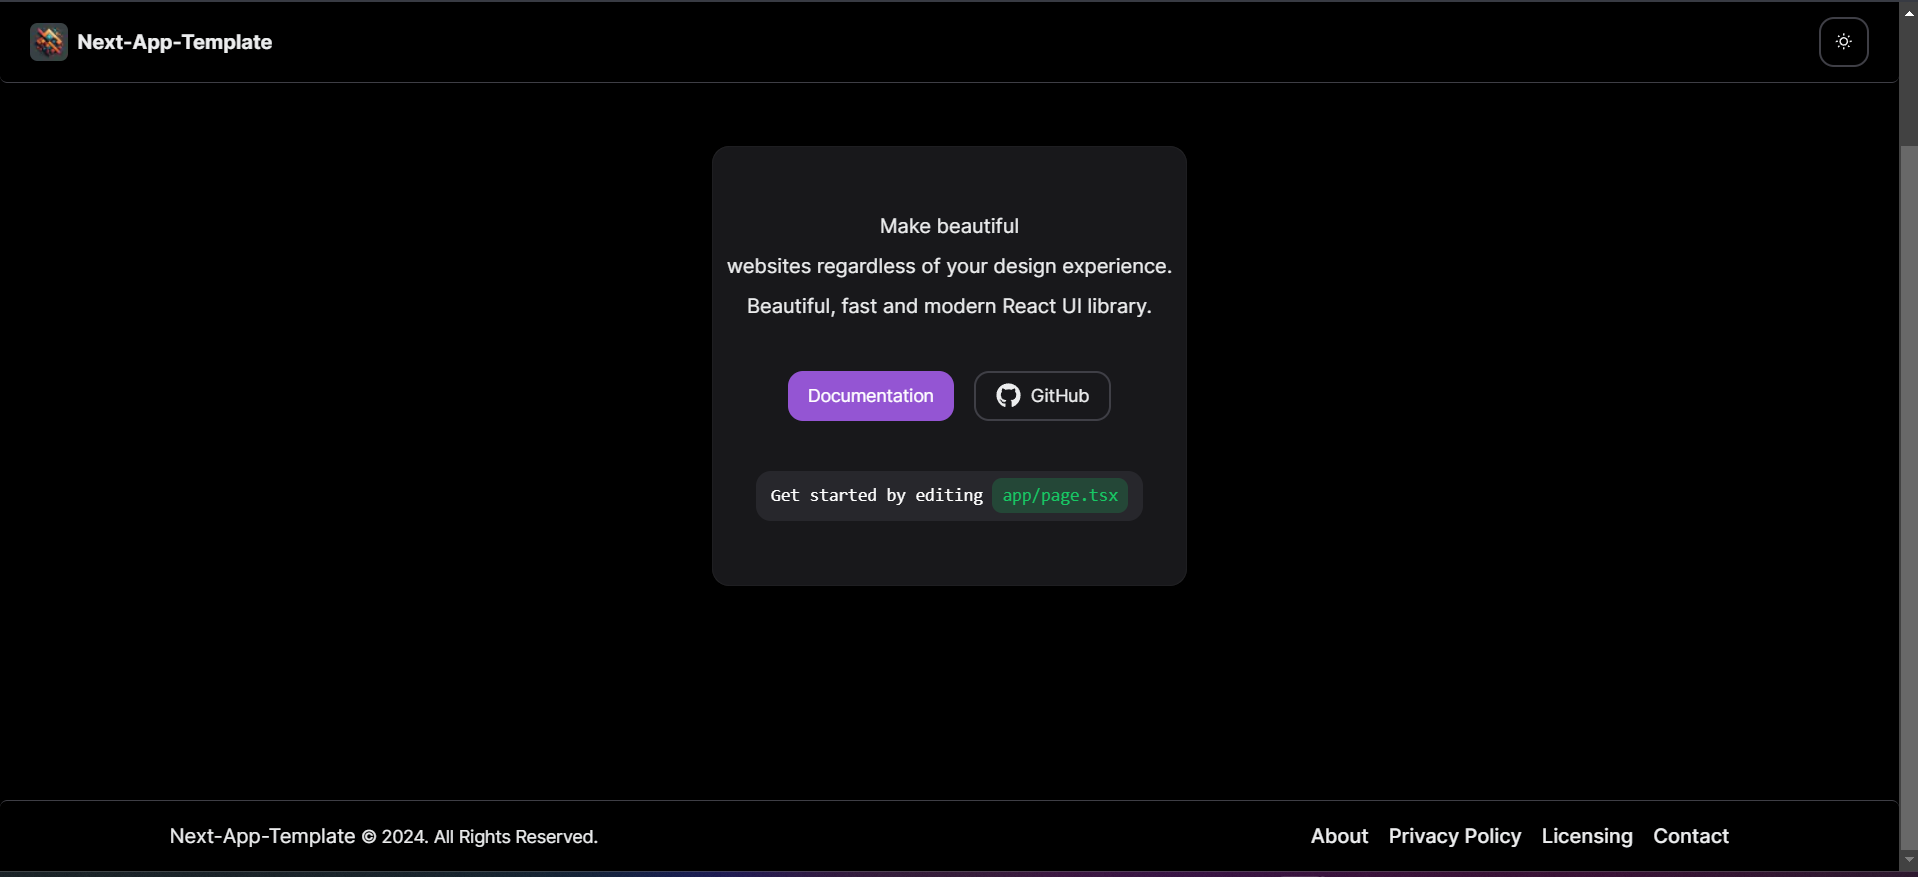 Next-App-Template
Make beautiful
websites regardless of your design experience.
Beautiful, fast and modern React UI library.
Documentation
GitHub
Get started by editing app/page.tsx
Next-App-Template © 2024. All Rights Reserved.
About Privacy Policy Licensing Contact